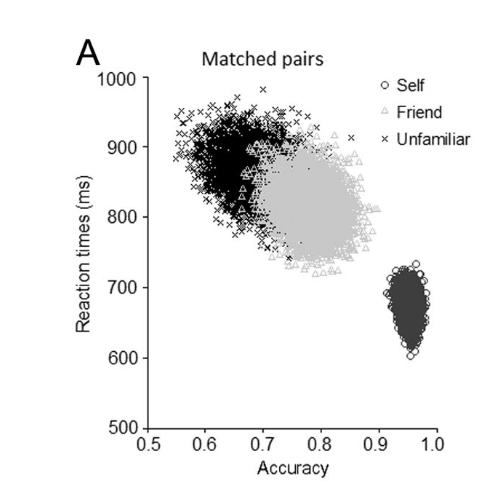 A
Matched pairs
Self
Friend
Unfamiliar
Reaction times (ms)
1000
900
800
700
600
500
0.5 0.6 0.7 0.8 0.9 1.0
Accuracy